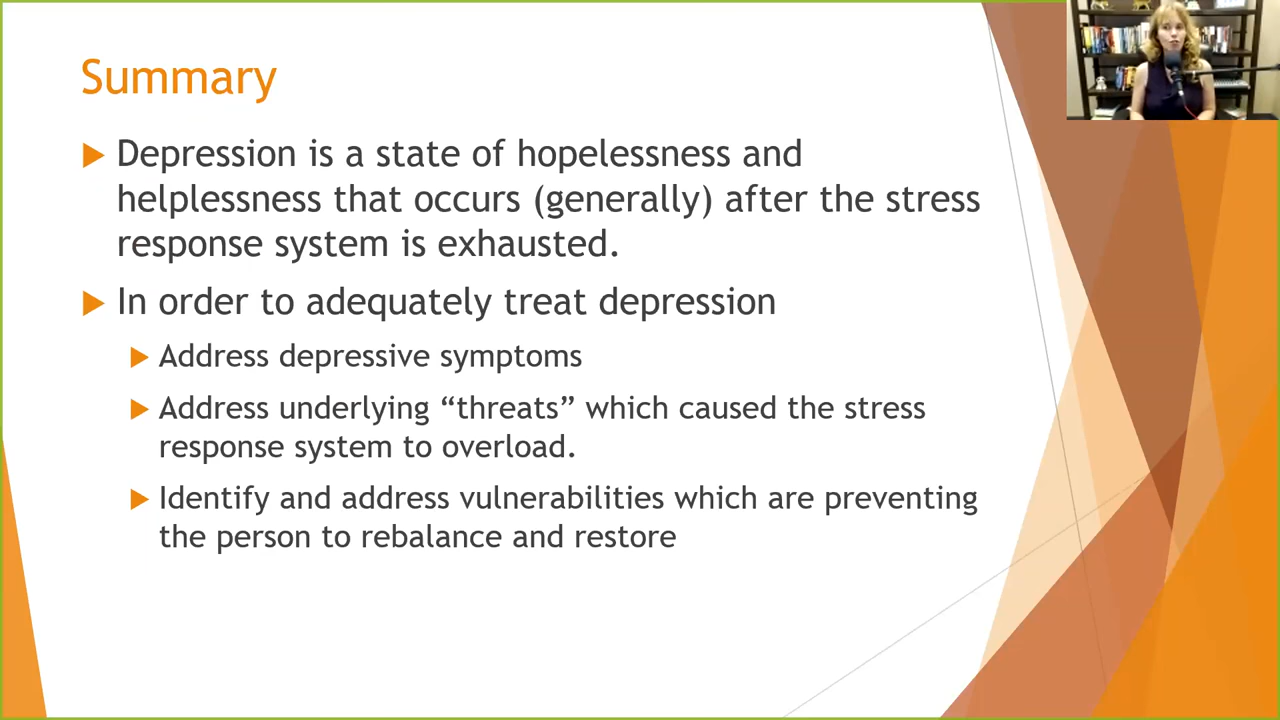 Summary
Depression is a state of hopelessness and
helplessness that occurs (generally) after the stress
response system is exhausted.
In order to adequately treat depression
Address depressive symptoms
Address underlying “threats” which caused the stress
response system to overload.
Identify and address vulnerabilities which are preventing
the person to rebalance and restore